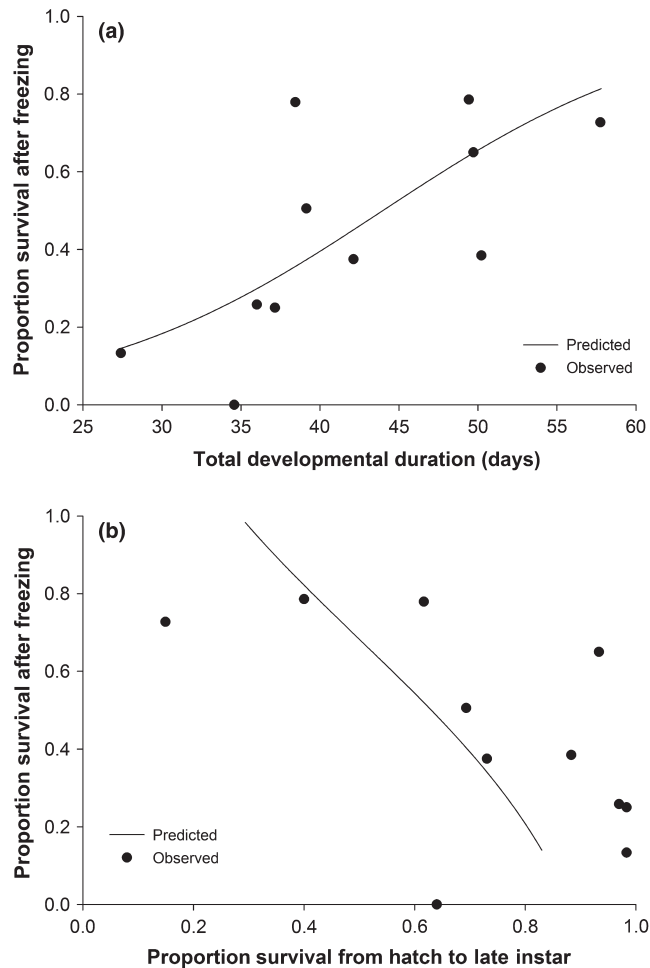 (a)
Proportion survival after freezing
1.0
0.8
0.6
0.4
0.2
0.0
Predicted
Observed
25 30 35 40 45 50 55 60
Total developmental duration (days)
(b)
Proportion survival after freezing
1.0
0.8
0.6
0.4
0.2
0.0
Predicted
Observed
0.0 0.2 0.4 0.6 0.8 1.0
Proportion survival from hatch to late instar